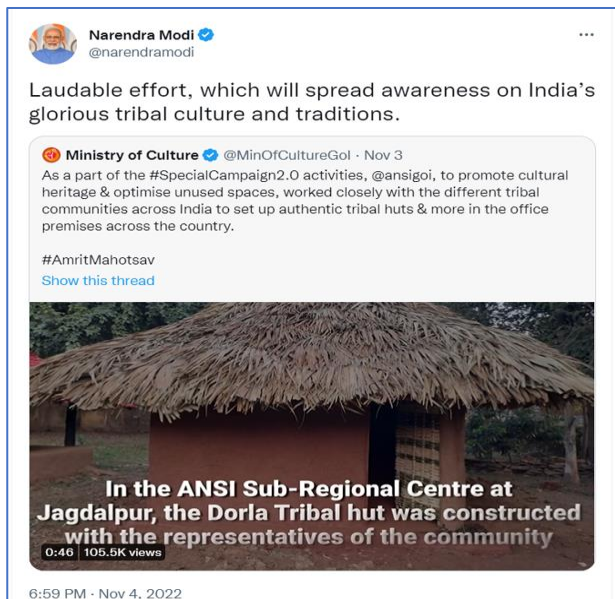 Narendra Modi
@narendramodi
Laudable effort, which will spread awareness on India's
glorious tribal culture and traditions.
Ministry of Culture @MinOfCultureGoI · Nov 3
As a part of the #SpecialCampaign2.0 activities, @ansigoi, to promote cultural
heritage & optimise unused spaces, worked closely with the different tribal
communities across India to set up authentic tribal huts & more in the office
premises across the country.
#AmritMahotsav
Show this thread
In the ANSI Sub-Regional Centre at
Jagdalpur, the Dorla Tribal hut was constructed
with the representatives of the community
0:46 105.5K views
6:59 PM · Nov 4, 2022